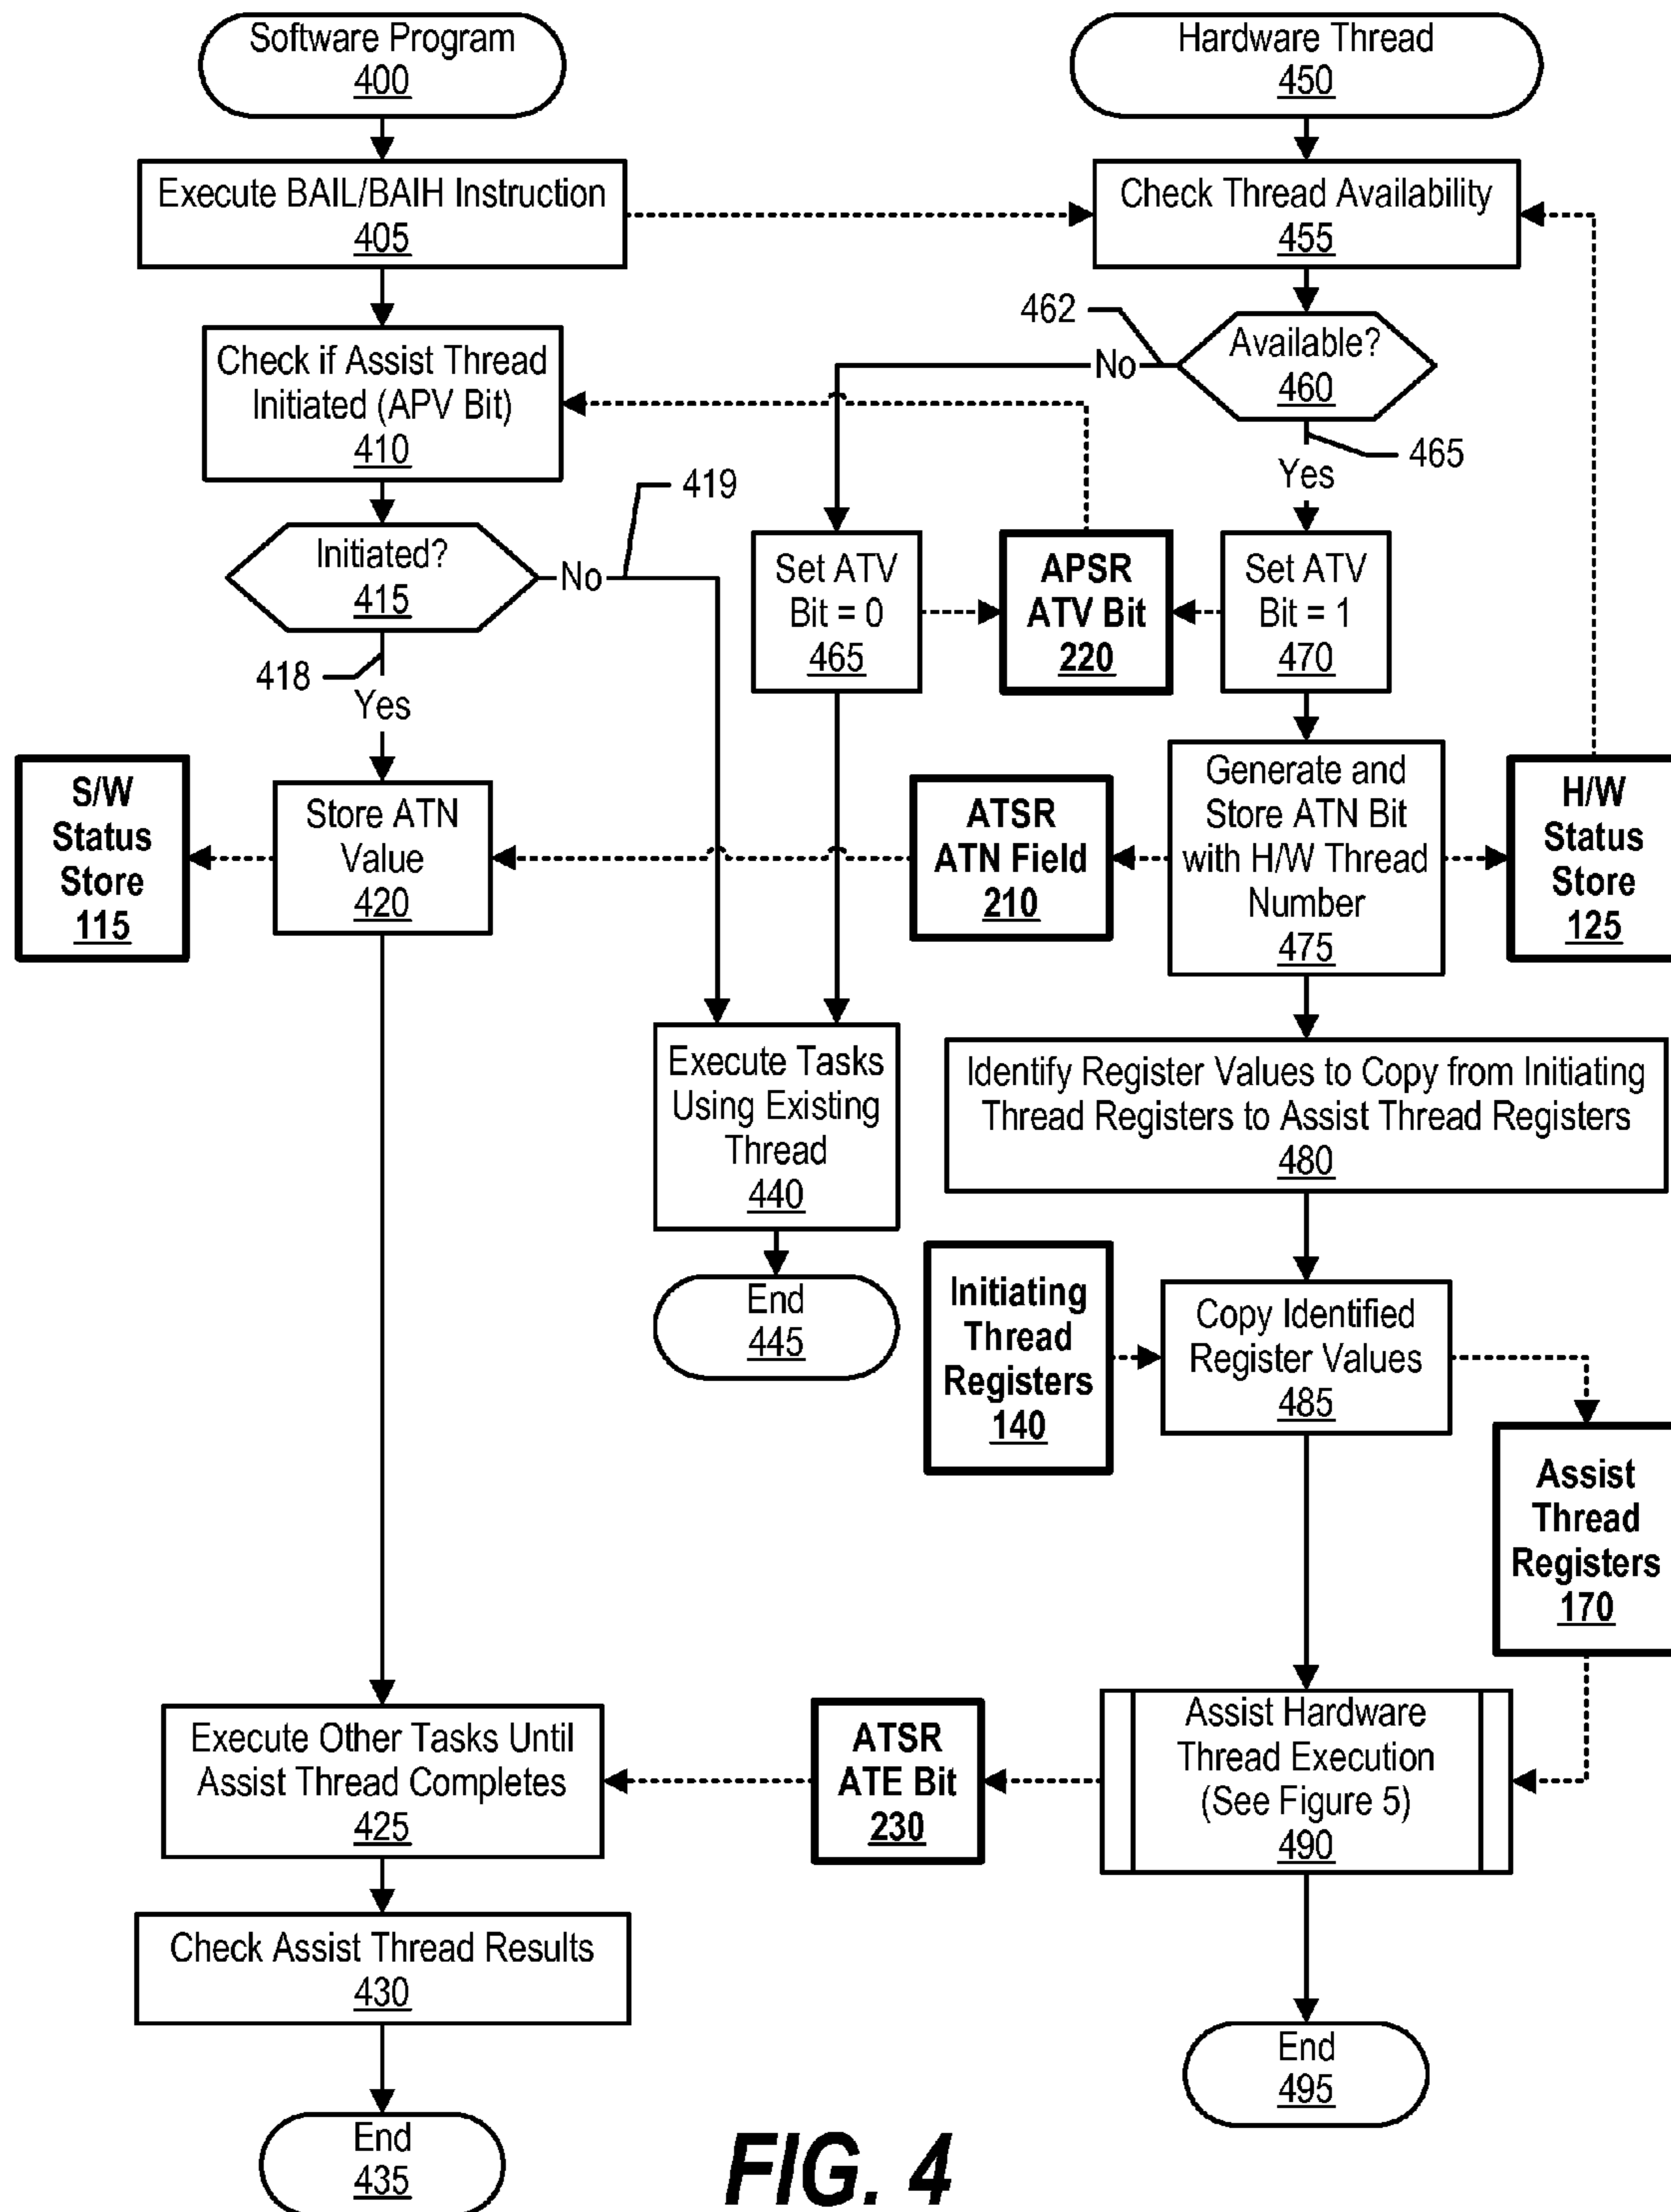 Software Program
400
Hardware Thread
450
Execute BAIL/BAIH Instruction
405
Check Thread Availability
455
Check if Assist Thread
Initiated (APV Bit)
410
462
No
Available?
460
465
Yes
419
Initiated?
415
No
418
Yes
Set ATV
Bit = 0
465
APSR
ATV Bit
220
Set ATV
Bit = 1
470
S/W
Status
Store
115
Store ATN
Value
420
ATSR
ATN Field
210
Generate and
Store ATN Bit
with H/W Thread
Number
475
H/W
Status
Store
125
Execute Tasks
Using Existing
Thread
440
Identify Register Values to Copy from Initiating
Thread Registers to Assist Thread Registers
480
End
445
Initiating
Thread
Registers
140
Copy Identified
Register Values
485
Assist
Thread
Registers
170
Execute Other Tasks Until
Assist Thread Completes
425
ATSR
ATE Bit
230
Assist Hardware
Thread Execution
(See Figure 5)
490
Check Assist Thread Results
430
End
495
End
435
FIG. 4